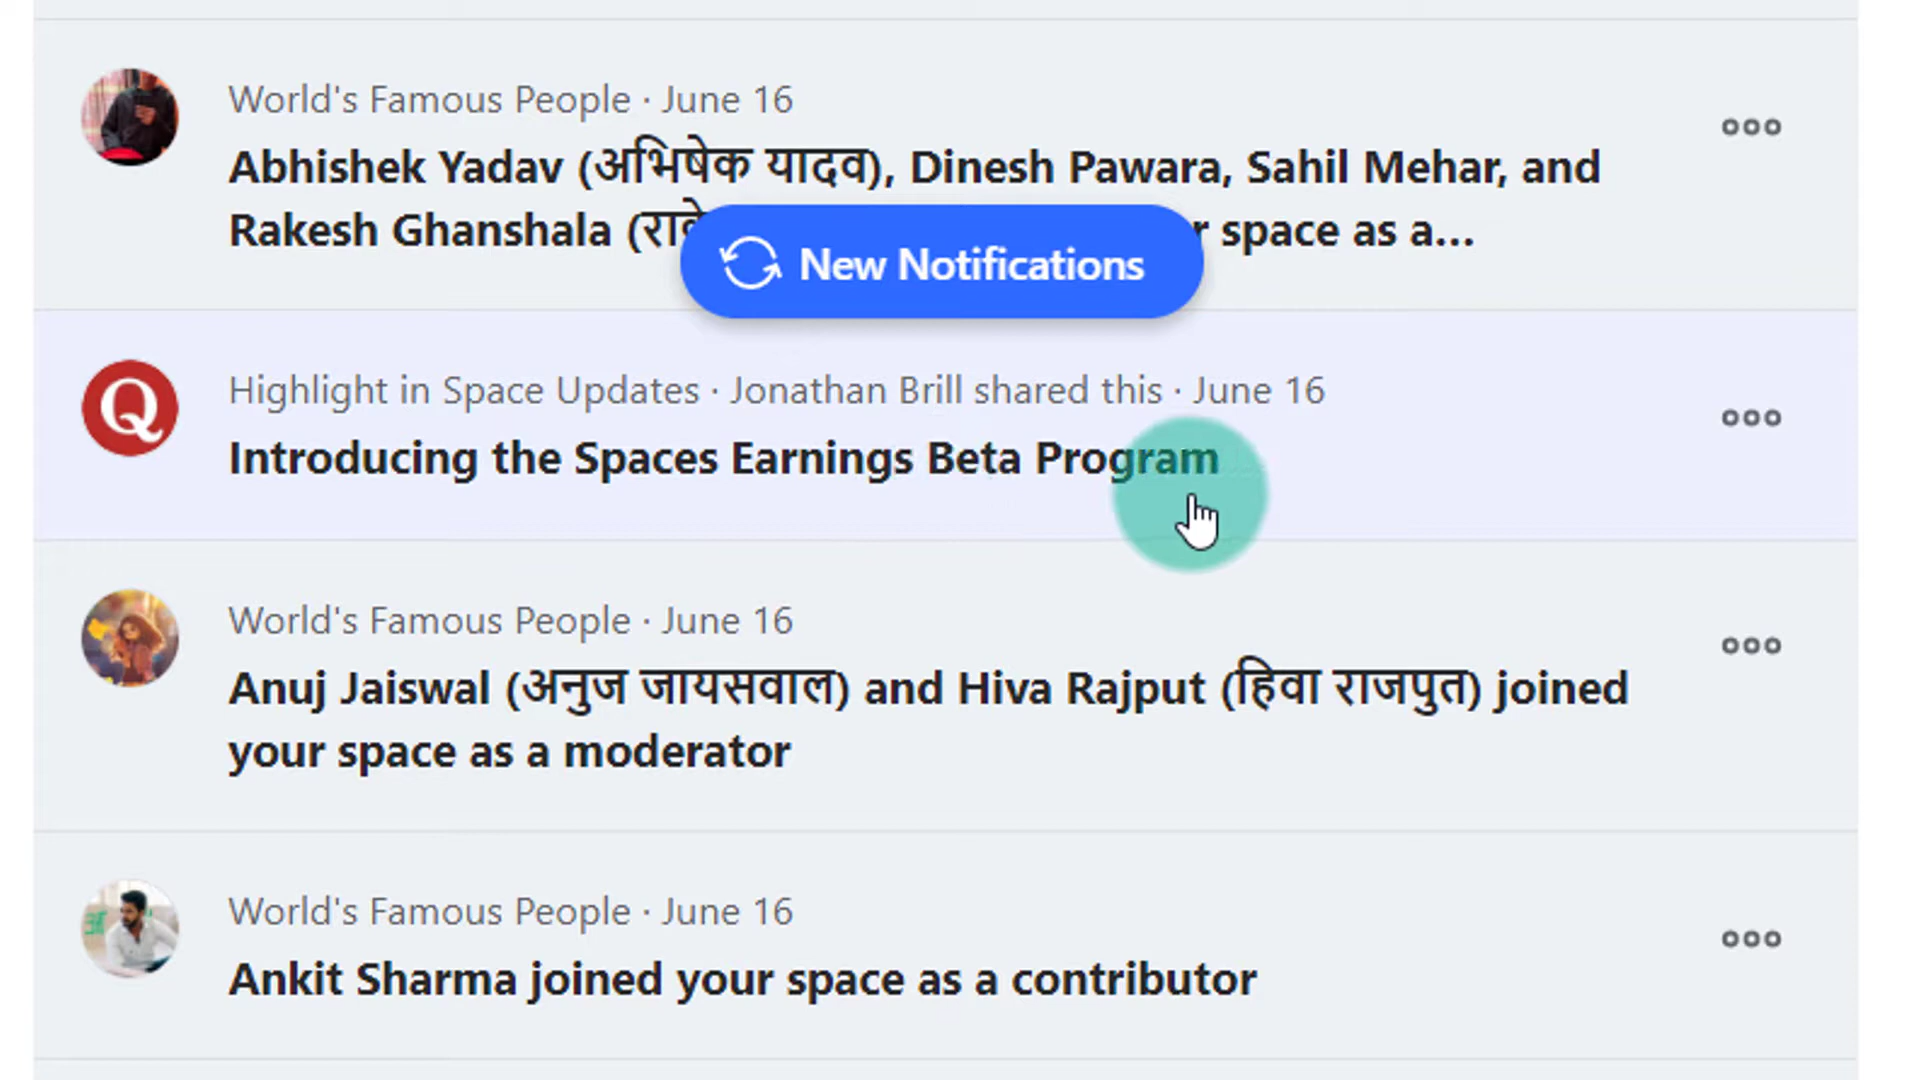 World's Famous People · June 16
Abhishek Yadav (अभिषेक यादव), Dinesh Pawara, Sahil Mehar, and
Rakesh Ghanshala ( space as a...
New Notifications
Highlight in Space Updates · Jonathan Brill shared this · June 16
Introducing the Spaces Earnings Beta Program
World's Famous People · June 16
Anuj Jaiswal (अनुज जायसवाल) and Hiva Rajput (हिवा राजपुत) joined
your space as a moderator
World's Famous People · June 16
Ankit Sharma joined your space as a contributor